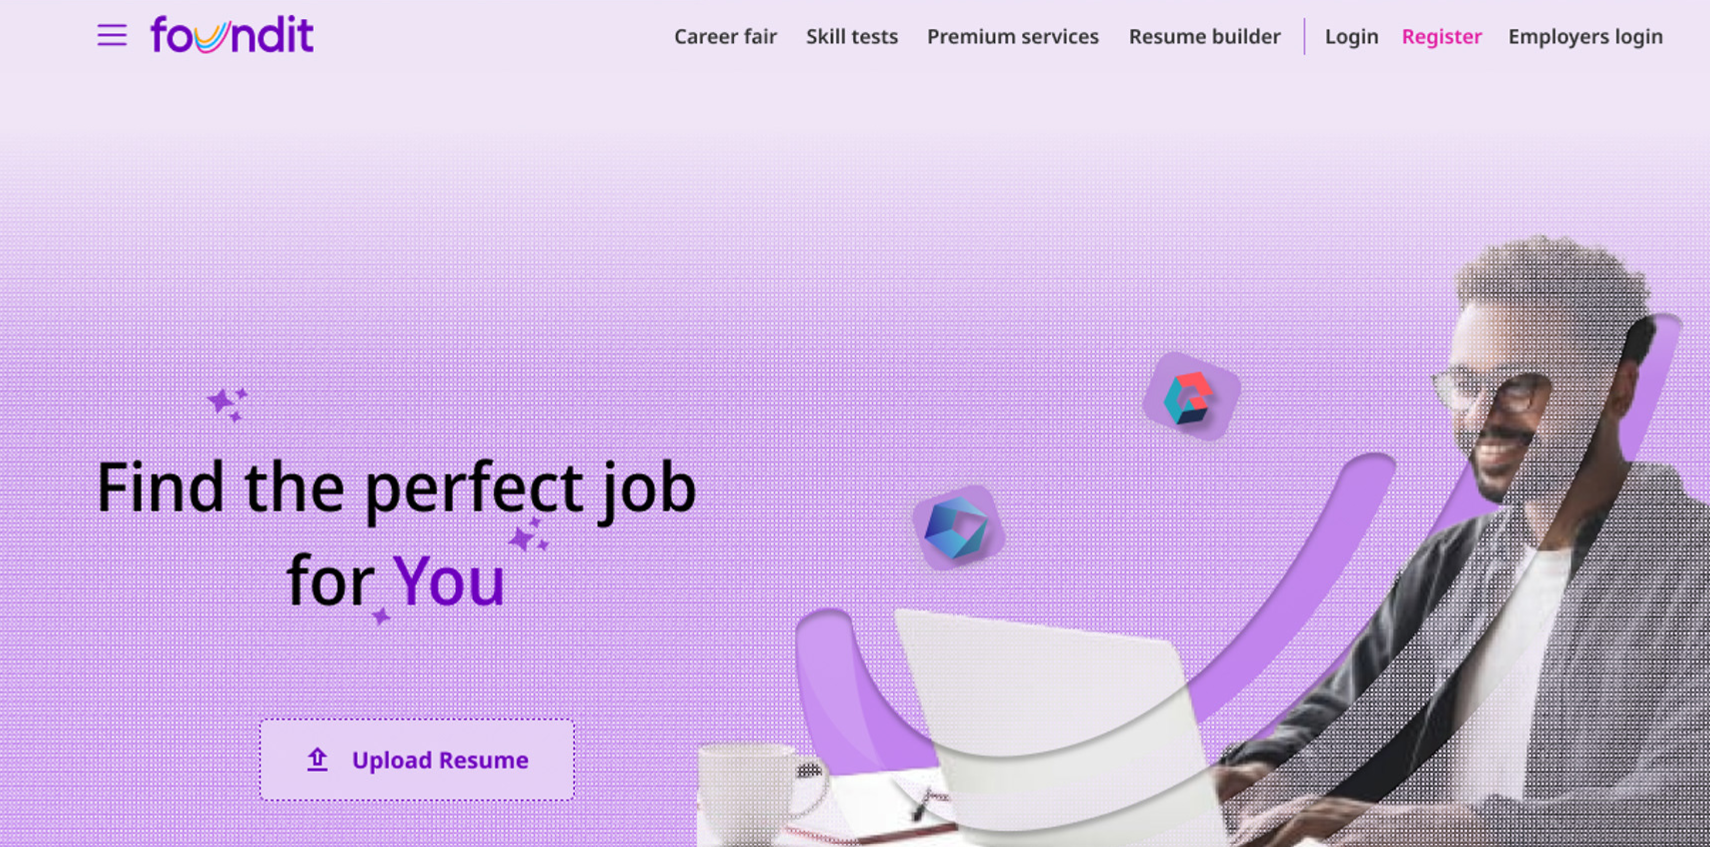 foundit
Career fair Skill tests Premium services Resume builder Login Register Employers login
Find the perfect job
for You
Upload Resume